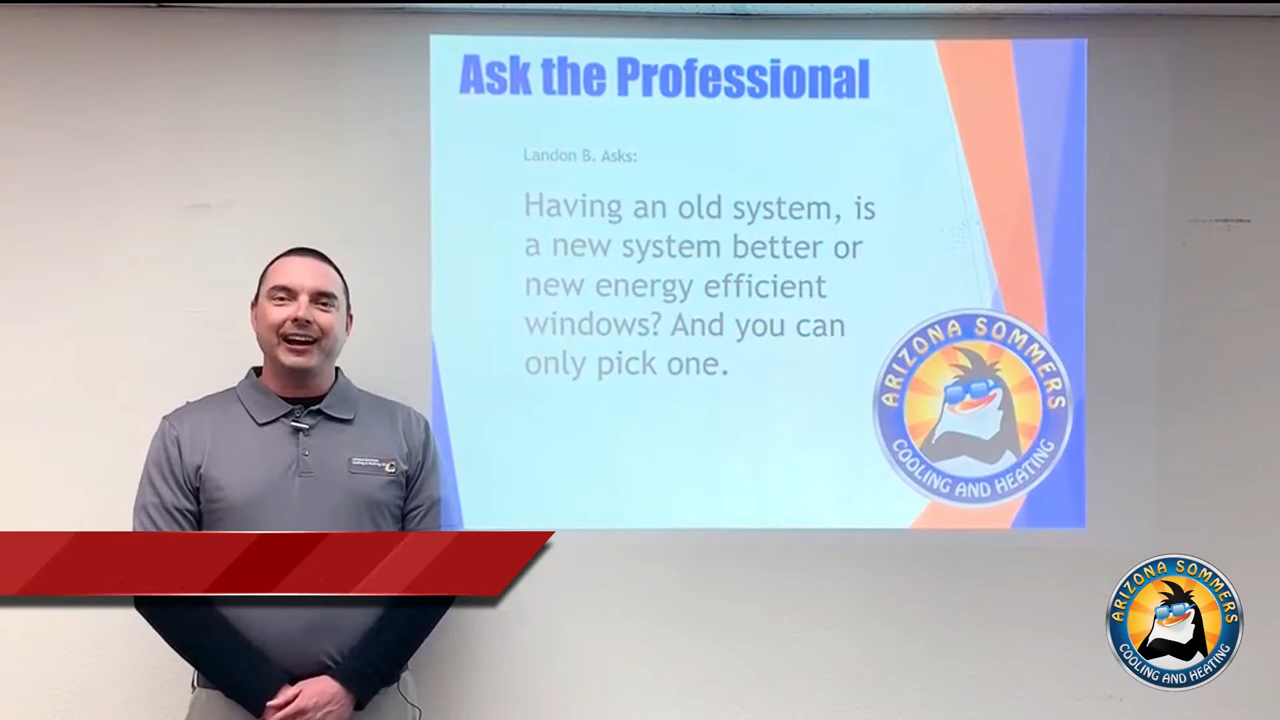 Ask the Professional
Landon B. Asks:
Having an old system, is
a new system better or
new energy efficient
windows? And you can
only pick one.
ARIZONA SOMMERS
COOLING AND HEATING
ARIZONA SOMMERS
COOLING AND HEATING